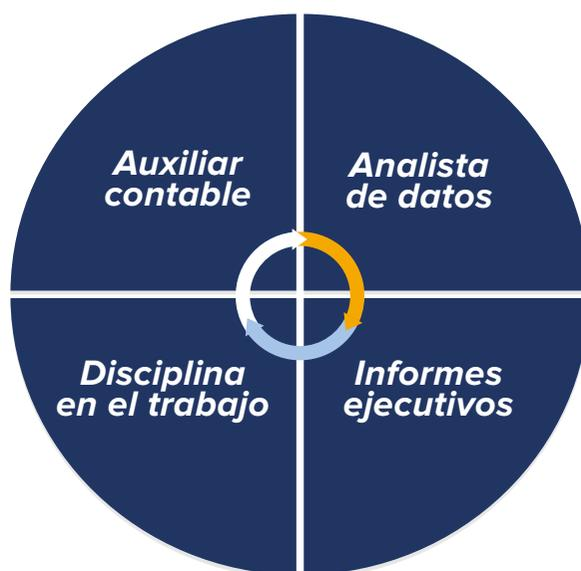 Auxiliar
contable
Analista
de datos
Disciplina
en el trabajo
Informes
ejecutivos